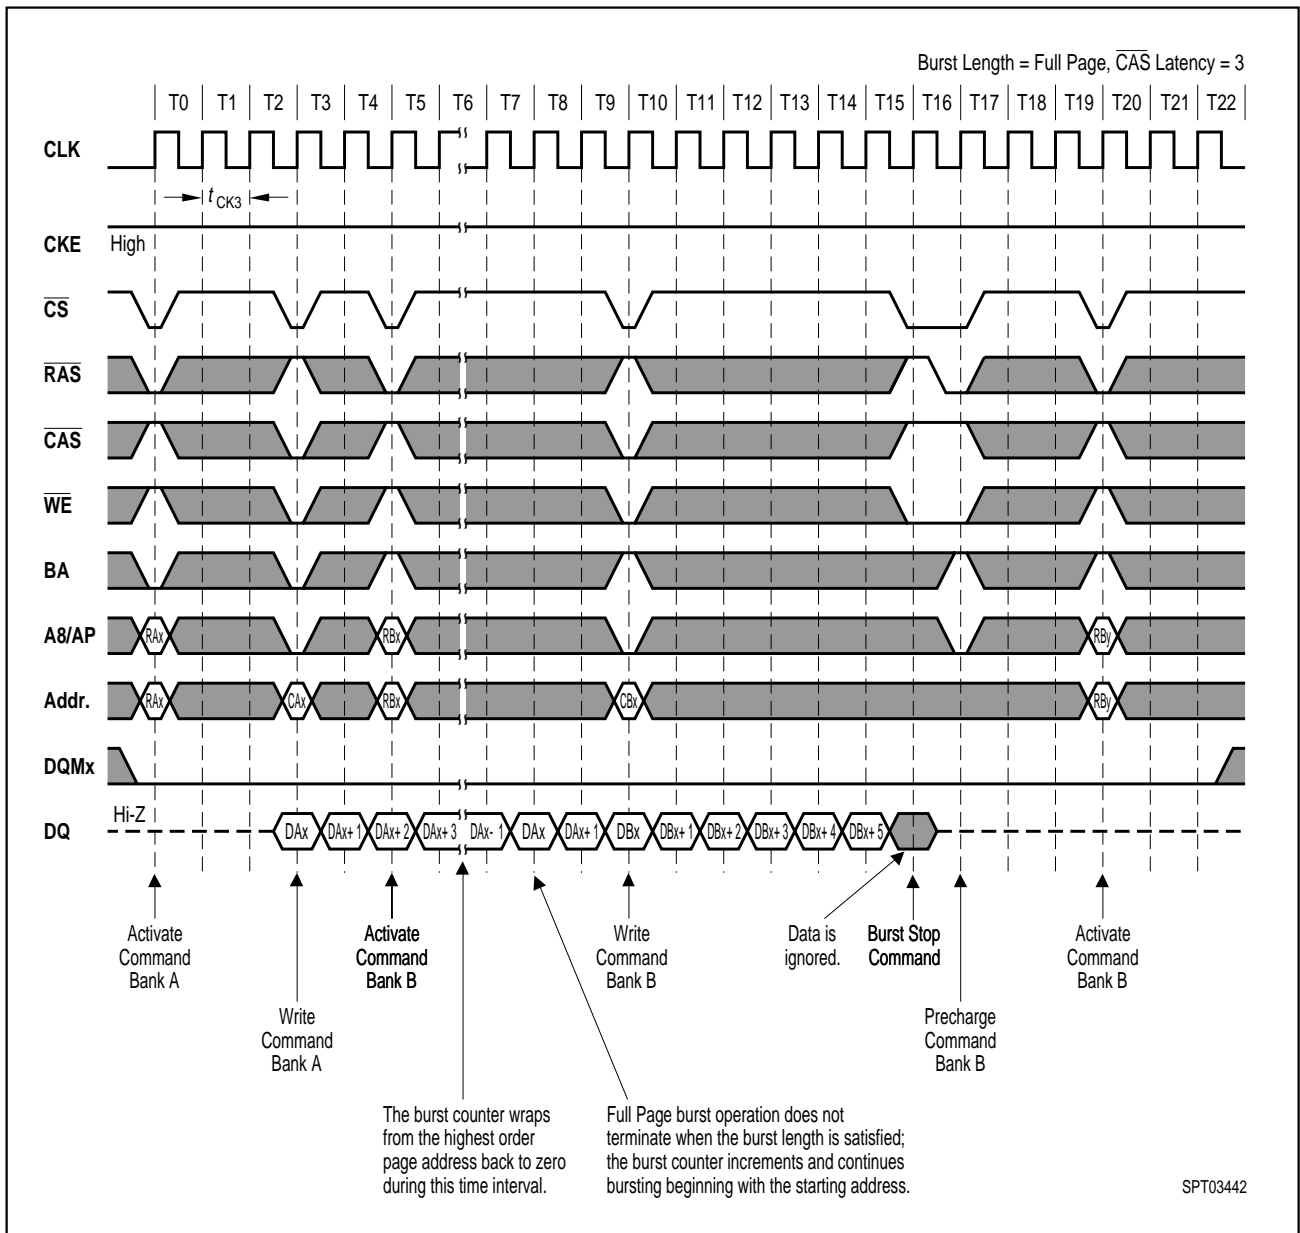 Burst Length = Full Page, CAS Latency = 3
T0 T1 T2 T3 T4 T5 T6 T7 T8 T9 T10 T11 T12 T13 T14 T15 T16 T17 T18 T19 T20 T21 T22
CLK
t CK3
CKE High
CS
RAS
CAS
WE
BA
A8/AP RAx RBx RBy
Addr. RAx CAx RBx CBx RBy
DQMx
Hi-Z
DQ DAx DAx+ 1 DAx+ 2 DAx+ 3 DAx- 1 DAx DAx+ 1 DBx DBx+ 1 DBx+ 2 DBx+ 3 DBx+ 4 DBx+ 5
Activate
Command
Bank A
Write
Command
Bank A
Activate
Command
Bank B
The burst counter wraps
from the highest order
page address back to zero
during this time interval.
Full Page burst operation does not
terminate when the burst length is satisfied;
the burst counter increments and continues
bursting beginning with the starting address.
Write
Command
Bank B
Data is
ignored.
Burst Stop
Command
Precharge
Command
Bank B
Activate
Command
Bank B
SPT03442